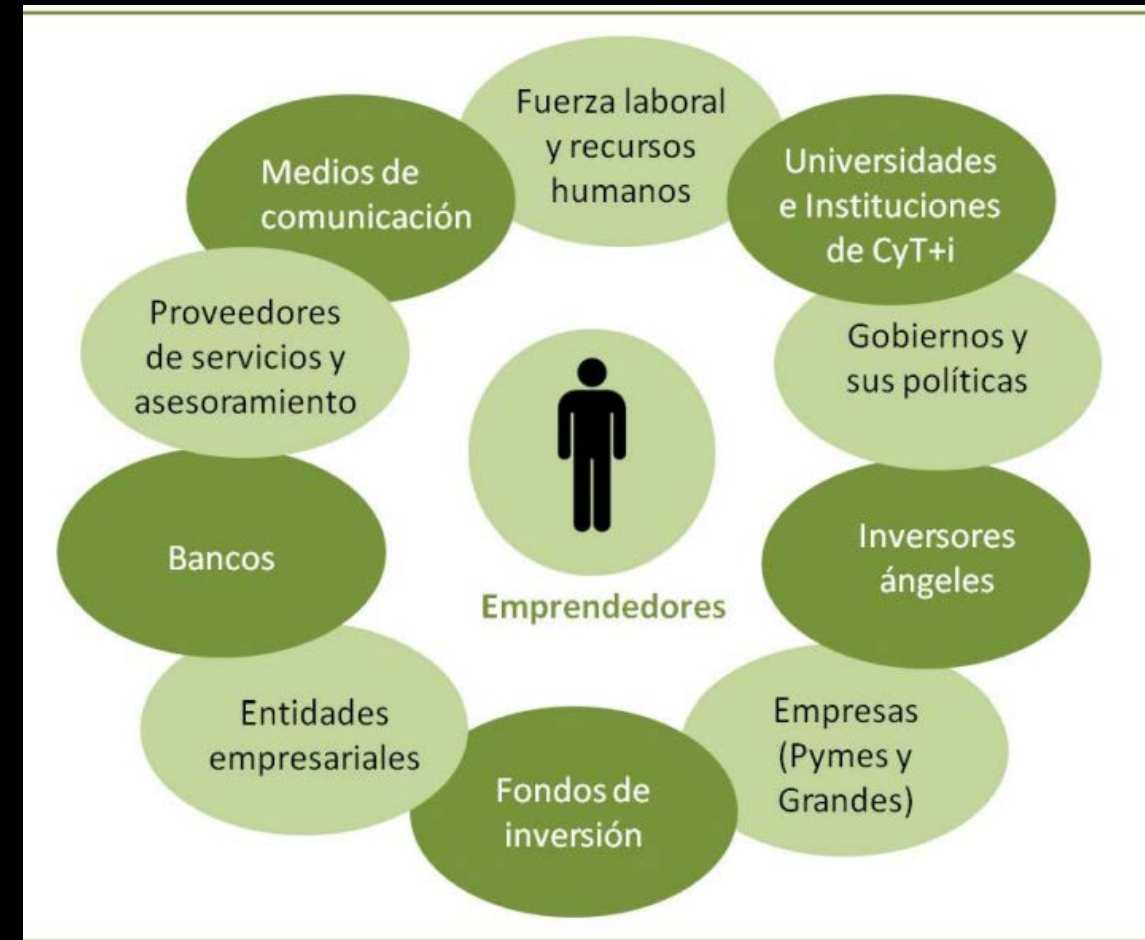 Fuerza laboral
y recursos
humanos
Universidades
e Instituciones
de CyT+i
Gobiernos y
sus políticas
Inversores
ángeles
Empresas
(Pymes y
Grandes)
Fondos de
inversión
Entidades
empresariales
Bancos
Proveedores
de servicios y
asesoramiento
Medios de
comunicación
Emprendedores